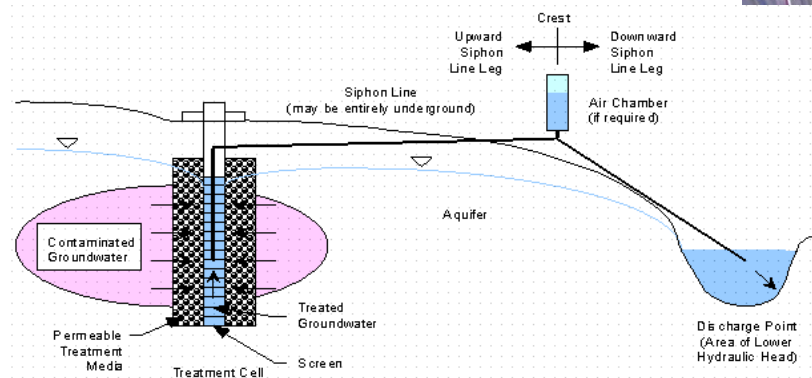 Crest
Upward
Siphon
Line Leg
Downward
Siphon
Line Leg
Siphon Line
(may be entirely underground)
Air Chamber
(if required)
Aquifer
Contaminated
Groundwater
Treated
Groundwater
Permeable
Treatment
Media
Screen
Treatment Cell
Discharge Point
(Area of Lower
Hydraulic Head)